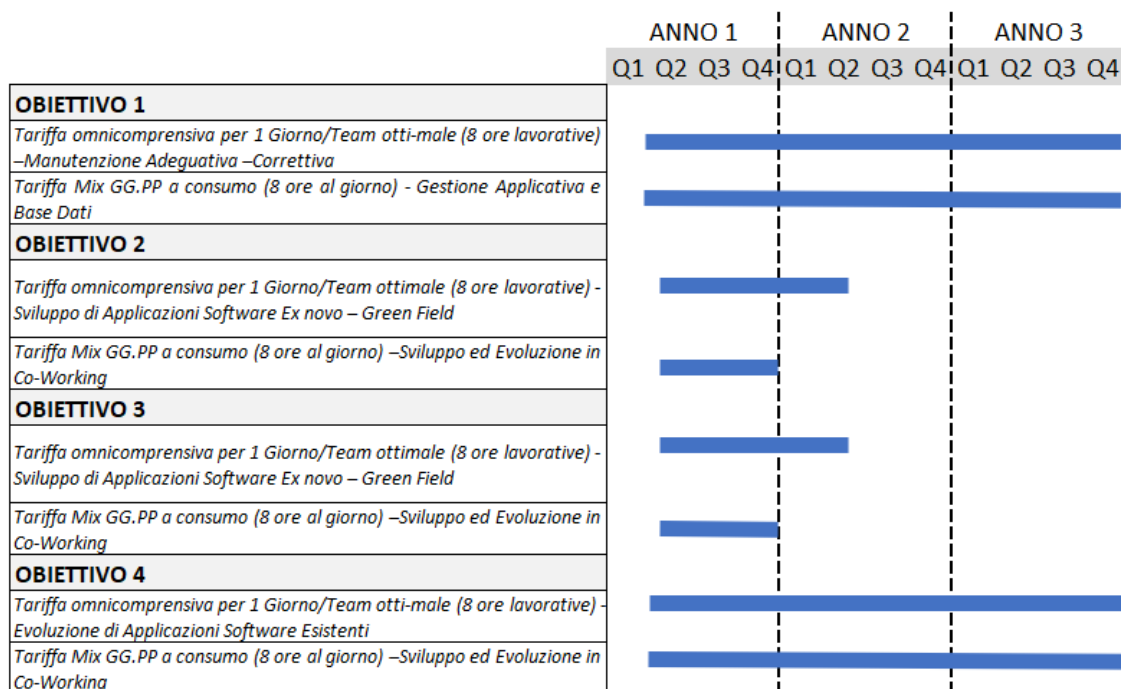 ANNO 1 ANNO 2 ANNO 3
Q1 Q2 Q3 Q4 Q1 Q2 Q3 Q4 Q1 Q2 Q3 Q4
OBIETTIVO 1
Tariffa omnicomprensiva per 1 Giorno/Team otti-male (8 ore lavorative)
–Manutenzione Adeguativa –Correttiva
Tariffa Mix GG.PP a consumo (8 ore al giorno) - Gestione Applicativa e
Base Dati
OBIETTIVO 2
Tariffa omnicomprensiva per 1 Giorno/Team ottimale (8 ore lavorative) -
Sviluppo di Applicazioni Software Ex novo – Green Field
Tariffa Mix GG.PP a consumo (8 ore al giorno) –Sviluppo ed Evoluzione in
Co-Working
OBIETTIVO 3
Tariffa omnicomprensiva per 1 Giorno/Team ottimale (8 ore lavorative) -
Sviluppo di Applicazioni Software Ex novo – Green Field
Tariffa Mix GG.PP a consumo (8 ore al giorno) –Sviluppo ed Evoluzione in
Co-Working
OBIETTIVO 4
Tariffa omnicomprensiva per 1 Giorno/Team otti-male (8 ore lavorative) -
Evoluzione di Applicazioni Software Esistenti
Tariffa Mix GG.PP a consumo (8 ore al giorno) –Sviluppo ed Evoluzione in
Co-Working